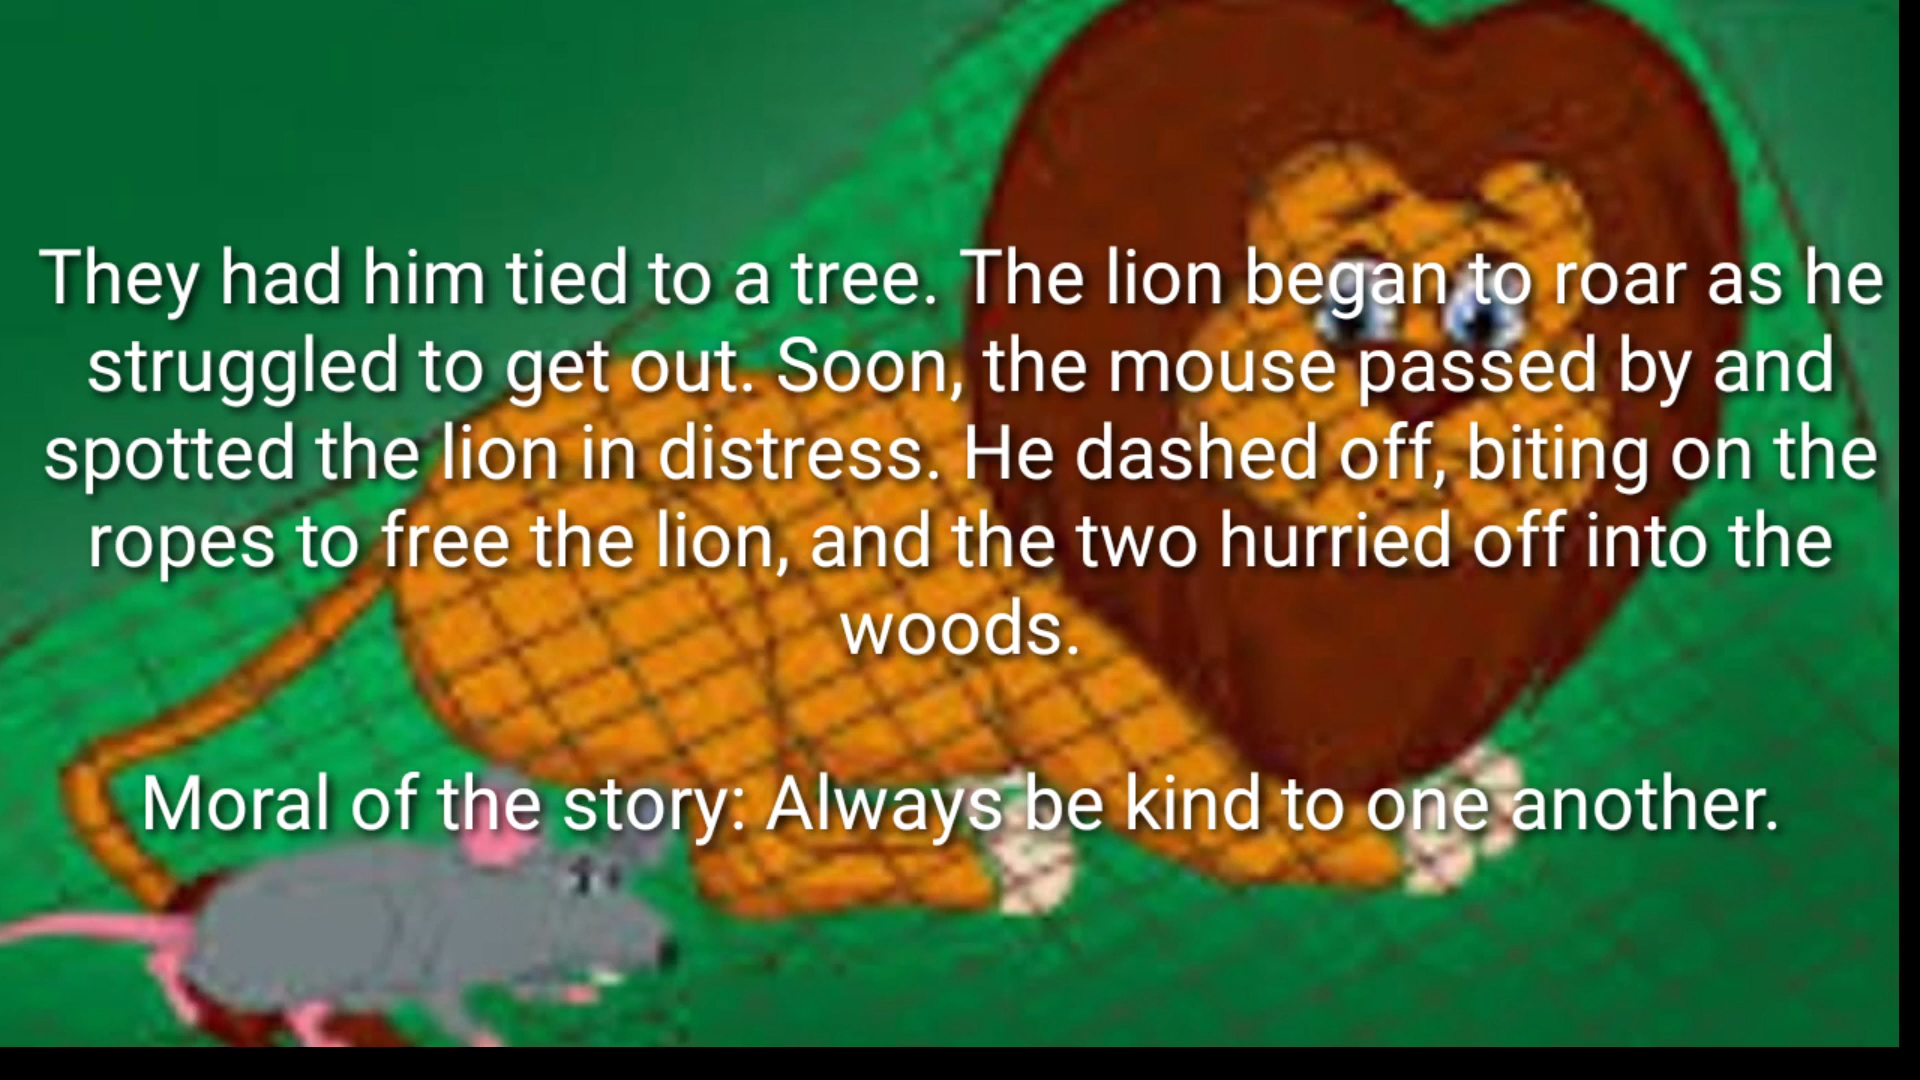 They had him tied to a tree. The lion began to roar as he
struggled to get out. Soon, the mouse passed by and
spotted the lion in distress. He dashed off, biting on the
ropes to free the lion, and the two hurried off into the
woods.
Moral of the story: Always be kind to one another.